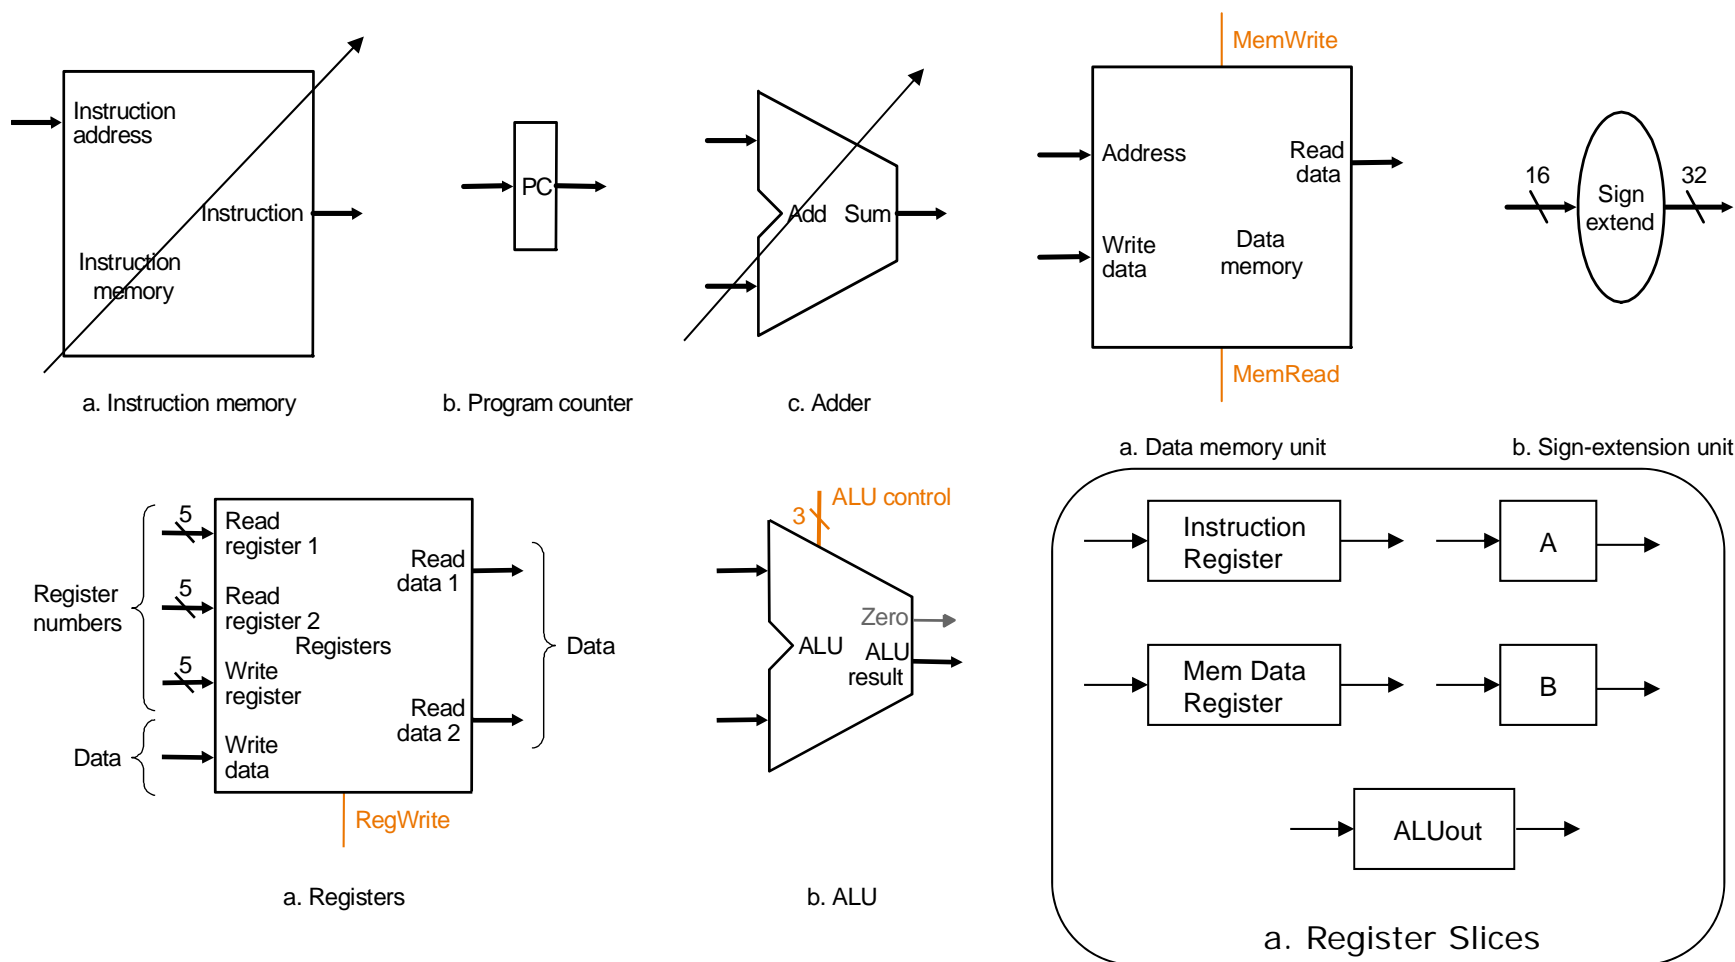 Instruction
address
Instruction
Instruction
memory
a. Instruction memory
PC
b. Program counter
Add Sum
c. Adder
MemWrite
Address
Read
data
Write
data
Data
memory
MemRead
a. Data memory unit
16
32
Sign
extend
b. Sign-extension unit
Register
numbers
Data
5
5
5
Read
register 1
Read
register 2
Registers
Write
register
Write
data
Read
data 1
Read
data 2
Data
RegWrite
a. Registers
ALU control
3
Zero
ALU
ALU
result
b. ALU
Instruction
Register
A
Mem Data
Register
B
ALUout
a. Register Slices